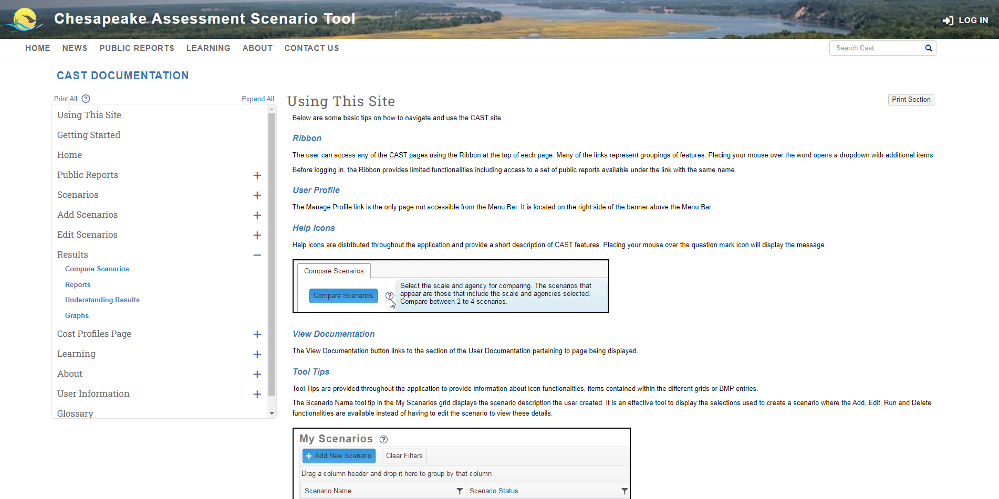 Chesapeake Assessment Scenario Tool
LOG IN
HOME NEWS PUBLIC REPORTS LEARNING ABOUT CONTACT US
Search Cast...
CAST DOCUMENTATION
Print All ? Expand All
Using This Site
Getting Started
Home
Public Reports
Scenarios
Add Scenarios
Edit Scenarios
Results
Compare Scenarios
Reports
Understanding Results
Graphs
Cost Profiles Page
Learning
About
User Information
Glossary
Using This Site
Print Section
Below are some basic tips on how to navigate and use the CAST site.
Ribbon
The user can access any of the CAST pages using the Ribbon at the top of each page. Many of the links represent groupings of features. Placing your mouse over the word opens a dropdown with additional items.
Before logging in, the Ribbon provides limited functionalities including access to a set of public reports available under the link with the same name.
User Profile
The Manage Profile link is the only page not accessible from the Menu Bar. It is located on the right side of the banner above the Menu Bar.
Help Icons
Help icons are distributed throughout the application and provide a short description of CAST features. Placing your mouse over the question mark icon will display the message.
Compare Scenarios
Compare Scenarios ?
Select the scale and agency for comparing. The scenarios that
appear are those that include the scale and agencies selected.
Compare between 2 to 4 scenarios.
View Documentation
The View Documentation button links to the section of the User Documentation pertaining to page being displayed.
Tool Tips
Tool Tips are provided throughout the application to provide information about icon functionalities, items contained within the different grids or BMP entries.
The Scenario Name tool tip in the My Scenarios grid displays the scenario description the user created. It is an effective tool to display the selections used to create a scenario where the Add, Edit, Run and Delete
functionalities are available instead of having to edit the scenario to view these details.
My Scenarios ?
+ Add New Scenario Clear Filters
Drag a column header and drop it here to group by that column
Scenario Name Scenario Status